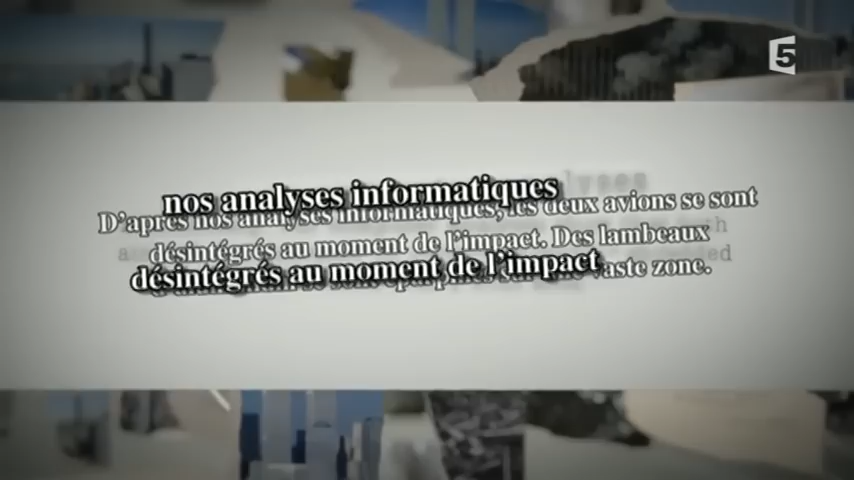 5
nos analyses informatiques
D'après nos analyses informatiques, les deux avions se sont
désintégrés au moment de l'impact. Des lambeaux
désintégrés au moment de l'impact
vaste zone.